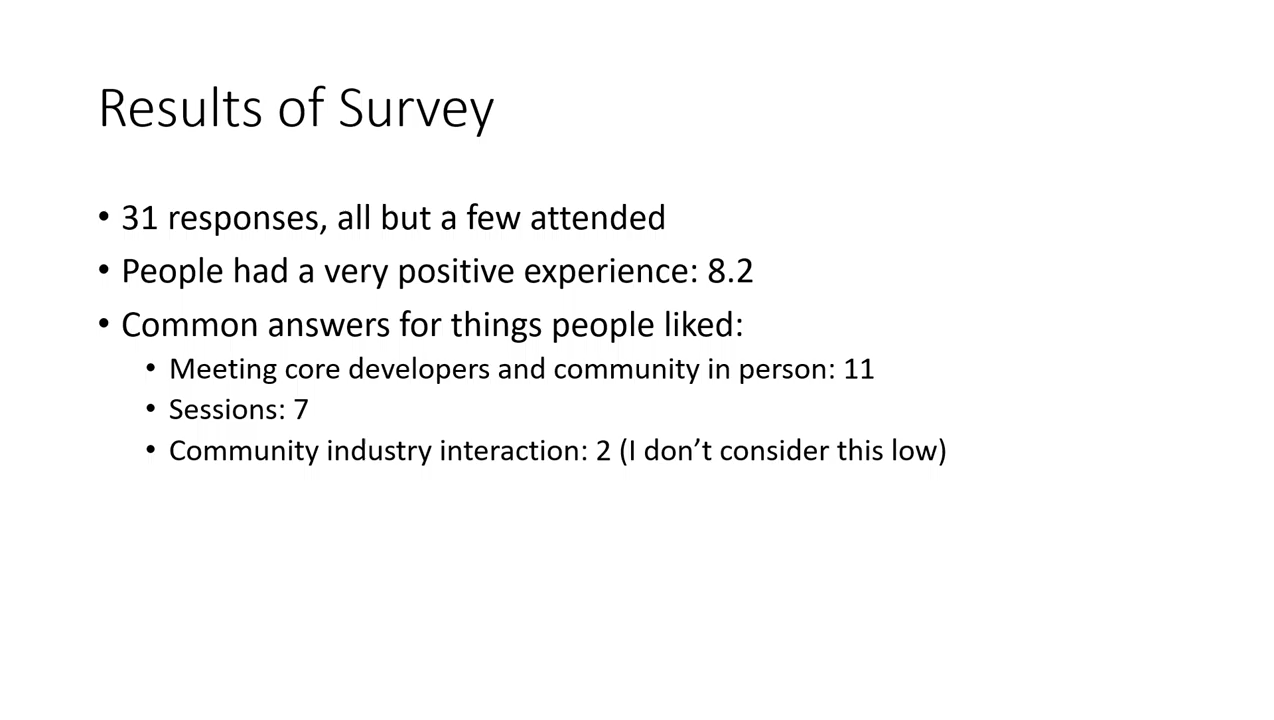 Results of Survey
• 31 responses, all but a few attended
• People had a very positive experience: 8.2
• Common answers for things people liked:
• Meeting core developers and community in person: 11
• Sessions: 7
• Community industry interaction: 2 (I don’t consider this low)